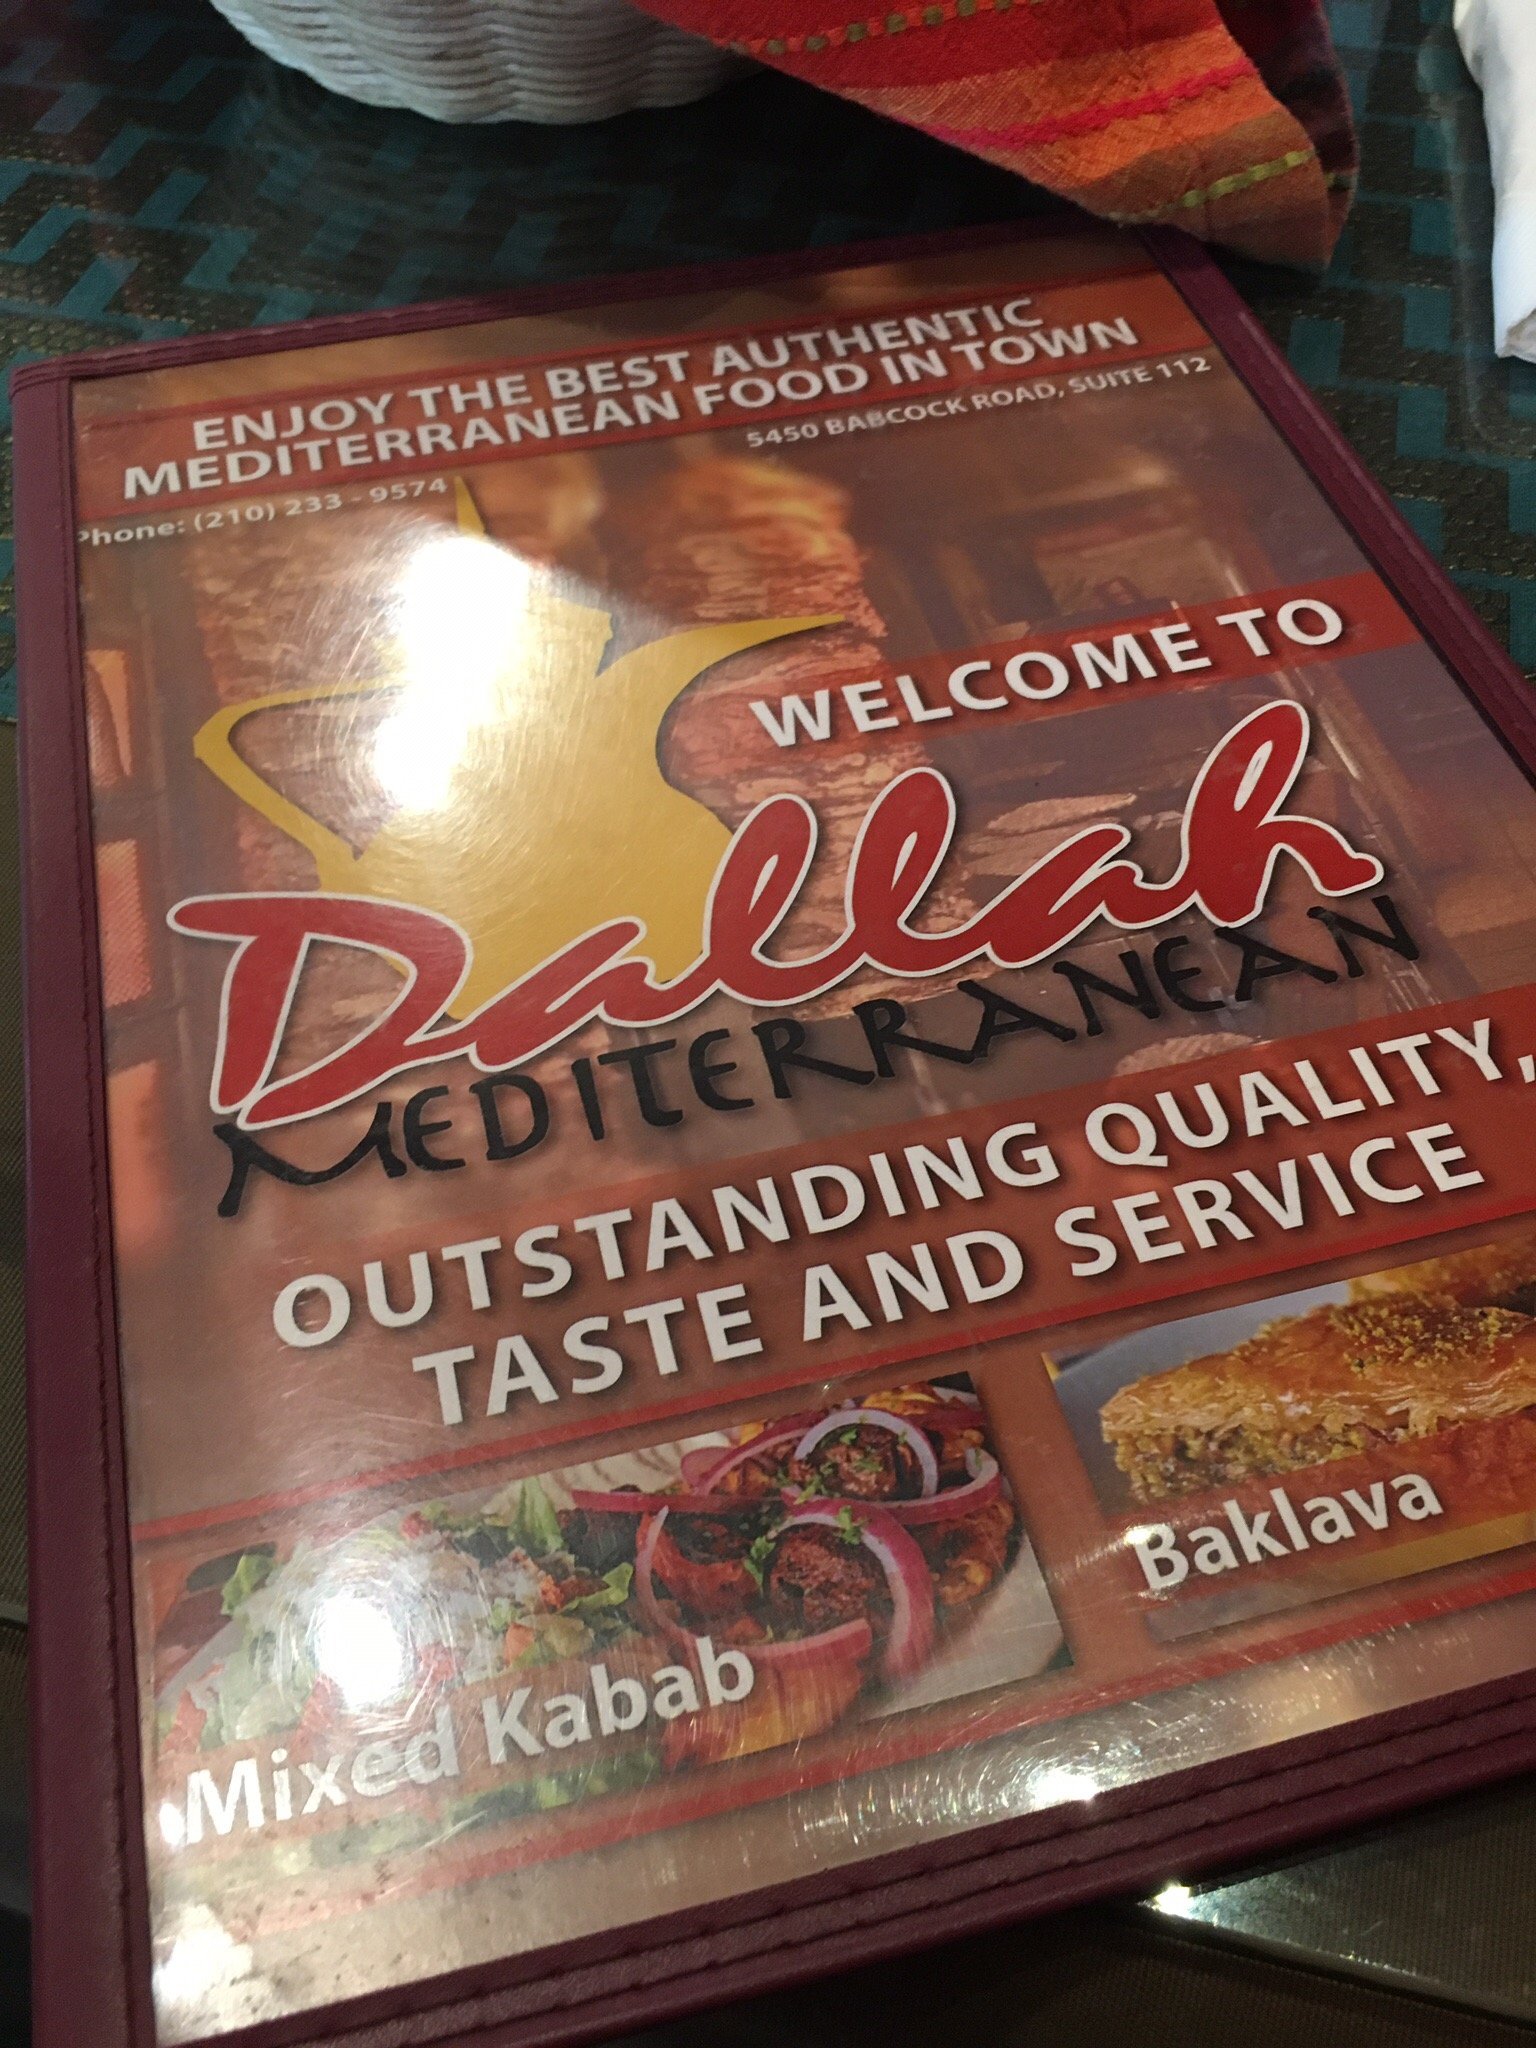 ENJOY THE BEST AUTHENTIC
MEDITERRANEAN FOOD IN TOWN
Phone: (210) 233 - 9574
5450 BABCOCK ROAD, SUITE 112
WELCOME TO
Dallah
MEDITERRANEAN
OUTSTANDING QUALITY,
TASTE AND SERVICE
Mixed Kabab
Baklava